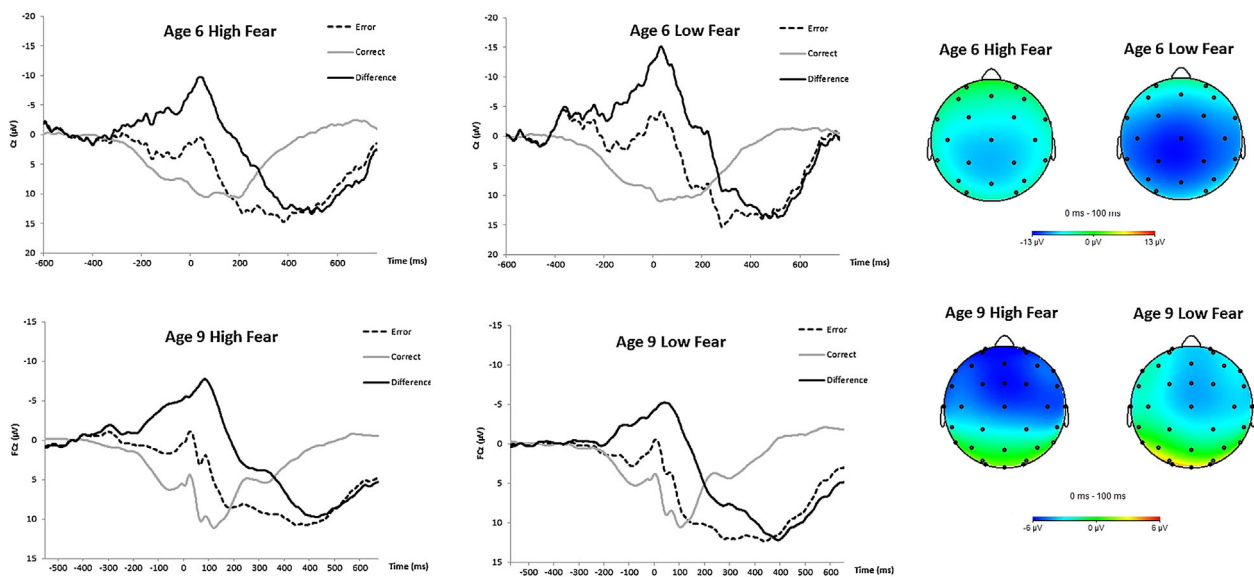 Age 6 High Fear
Error
Correct
Difference
-20
-15
-10
-5
0
5
10
15
20
Cz (µV)
-600 -400 -200 0 200 400 600
Time (ms)
Age 6 Low Fear
Error
Correct
Difference
-20
-15
-10
-5
0
5
10
15
20
Cz (µV)
-600 -400 -200 0 200 400 600
Time (ms)
Age 6 High Fear
Age 6 Low Fear
0 ms - 100 ms
-13 µV 0 µV 13 µV
Age 9 High Fear
Error
Correct
Difference
-15
-10
-5
0
5
10
15
FCz (µV)
-500 -400 -300 -200 -100 0 100 200 300 400 500 600
Time (ms)
Age 9 Low Fear
Error
Correct
Difference
-15
-10
-5
0
5
10
15
FCz (µV)
-500 -400 -300 -200 -100 0 100 200 300 400 500 600
Time (ms)
Age 9 High Fear
Age 9 Low Fear
0 ms - 100 ms
-6 µV 0 µV 6 µV